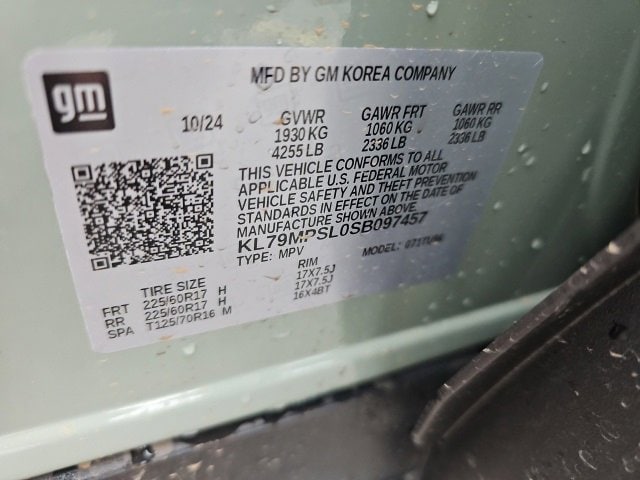 gm
MFD BY GM KOREA COMPANY
10/24 GVWR GAWR FRT GAWR RR
1930 KG 1060 KG 1060 KG
4255 LB 2336 LB 2336 LB
THIS VEHICLE CONFORMS TO ALL
APPLICABLE U.S. FEDERAL MOTOR
VEHICLE SAFETY AND THEFT PREVENTION
STANDARDS IN EFFECT ON THE DATE OF
MANUFACTURE SHOWN ABOVE.
KL79MPSL0SB097457
TYPE: MPV MODEL:
TIRE SIZE RIM
FRT 225/60R17 H 17X7.5J
RR 225/60R17 H 17X7.5J
SPA T125/70R16 M 16X4BT